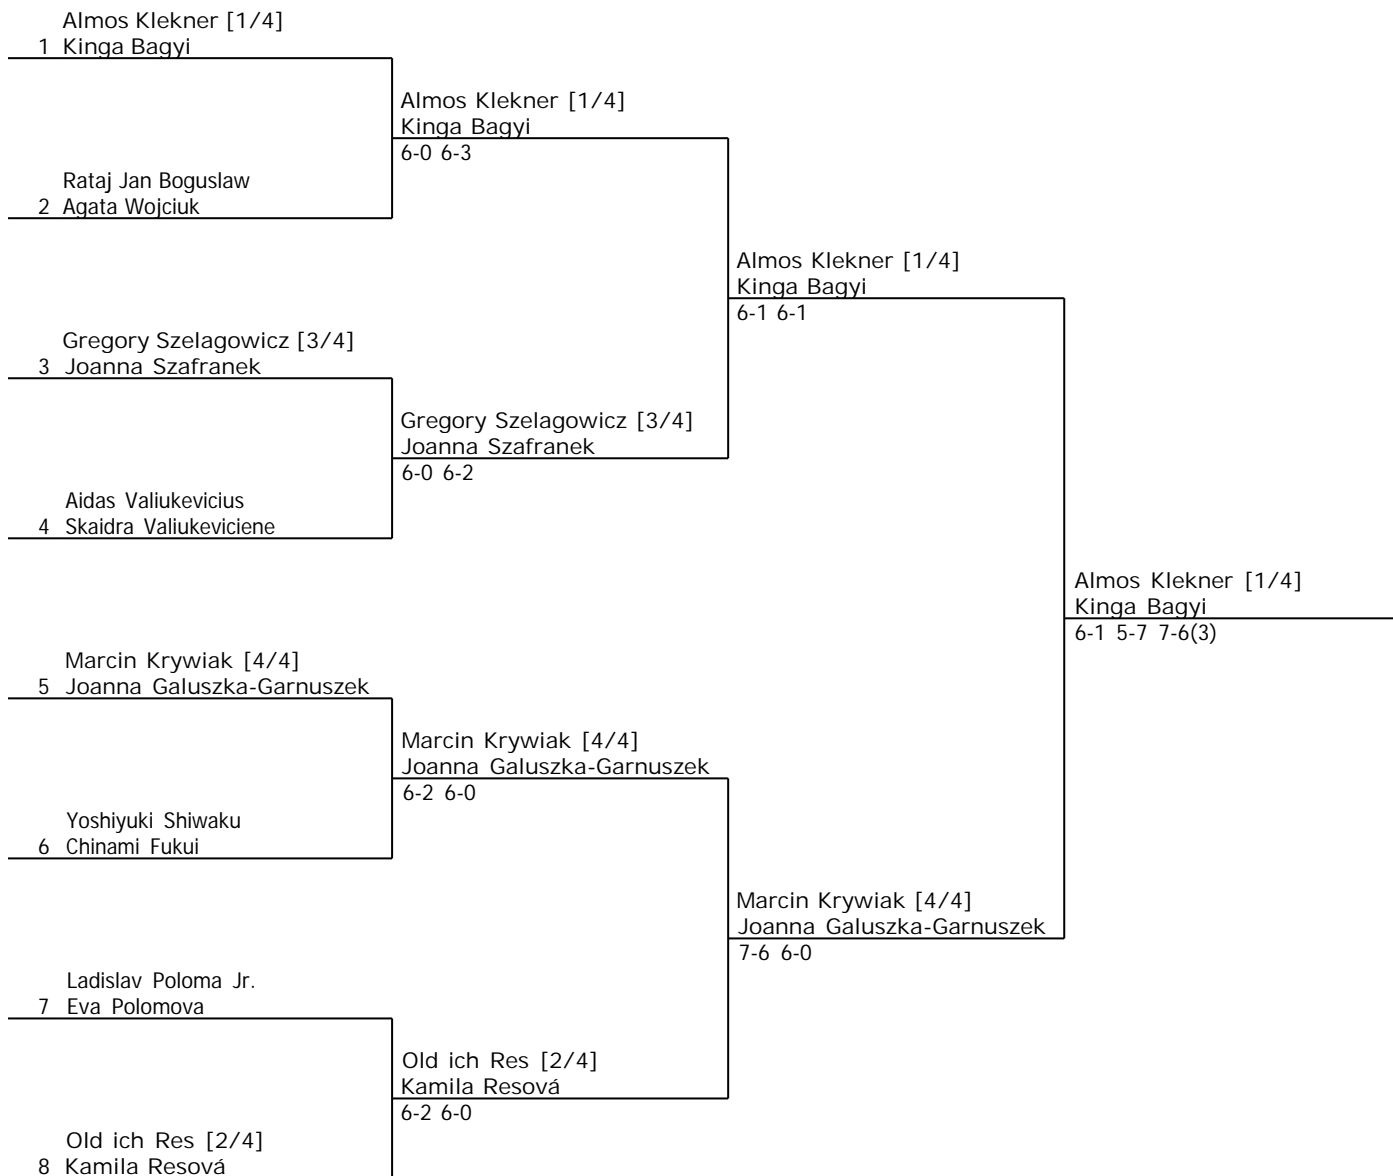 Almos Klekner [1/4]
1 Kinga Bagyi
Almos Klekner [1/4]
Kinga Bagyi
6-0 6-3
Rataj Jan Boguslaw
2 Agata Wojciuk
Almos Klekner [1/4]
Kinga Bagyi
6-1 6-1
Gregory Szelagowicz [3/4]
3 Joanna Szafranek
Gregory Szelagowicz [3/4]
Joanna Szafranek
6-0 6-2
Aidas Valiukevicius
4 Skaidra Valiukeviciene
Almos Klekner [1/4]
Kinga Bagyi
6-1 5-7 7-6(3)
Marcin Krywiak [4/4]
5 Joanna Galuszka-Garnuszek
Marcin Krywiak [4/4]
Joanna Galuszka-Garnuszek
6-2 6-0
Yoshiyuki Shiwaku
6 Chinami Fukui
Marcin Krywiak [4/4]
Joanna Galuszka-Garnuszek
7-6 6-0
Ladislav Poloma Jr.
7 Eva Polomova
Old ich Res [2/4]
Kamila Resová
6-2 6-0
Old ich Res [2/4]
8 Kamila Resová